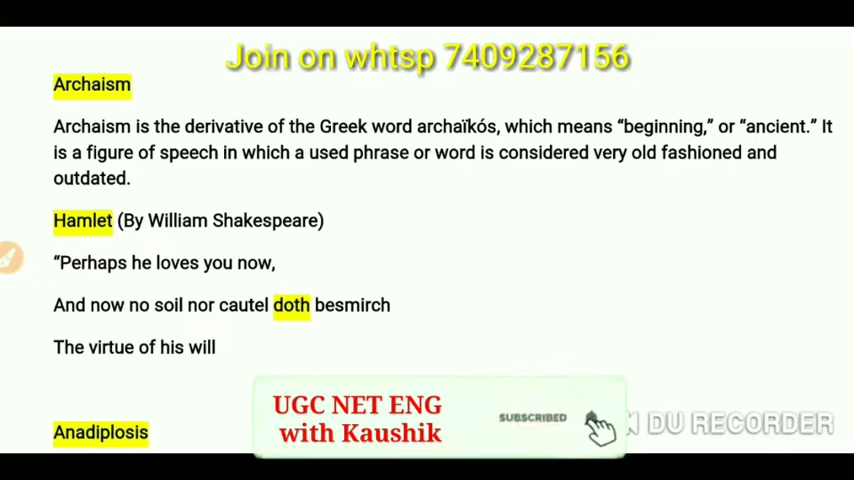 Join on whtsp 7409287156
Archaism
Archaism is the derivative of the Greek word archaïkós, which means “beginning,” or “ancient.” It
is a figure of speech in which a used phrase or word is considered very old fashioned and
outdated.
Hamlet (By William Shakespeare)
“Perhaps he loves you now,
And now no soil nor cautel doth besmirch
The virtue of his will
UGC NET ENG
with Kaushik
SUBSCRIBED
DU RECORDER
Anadiplosis